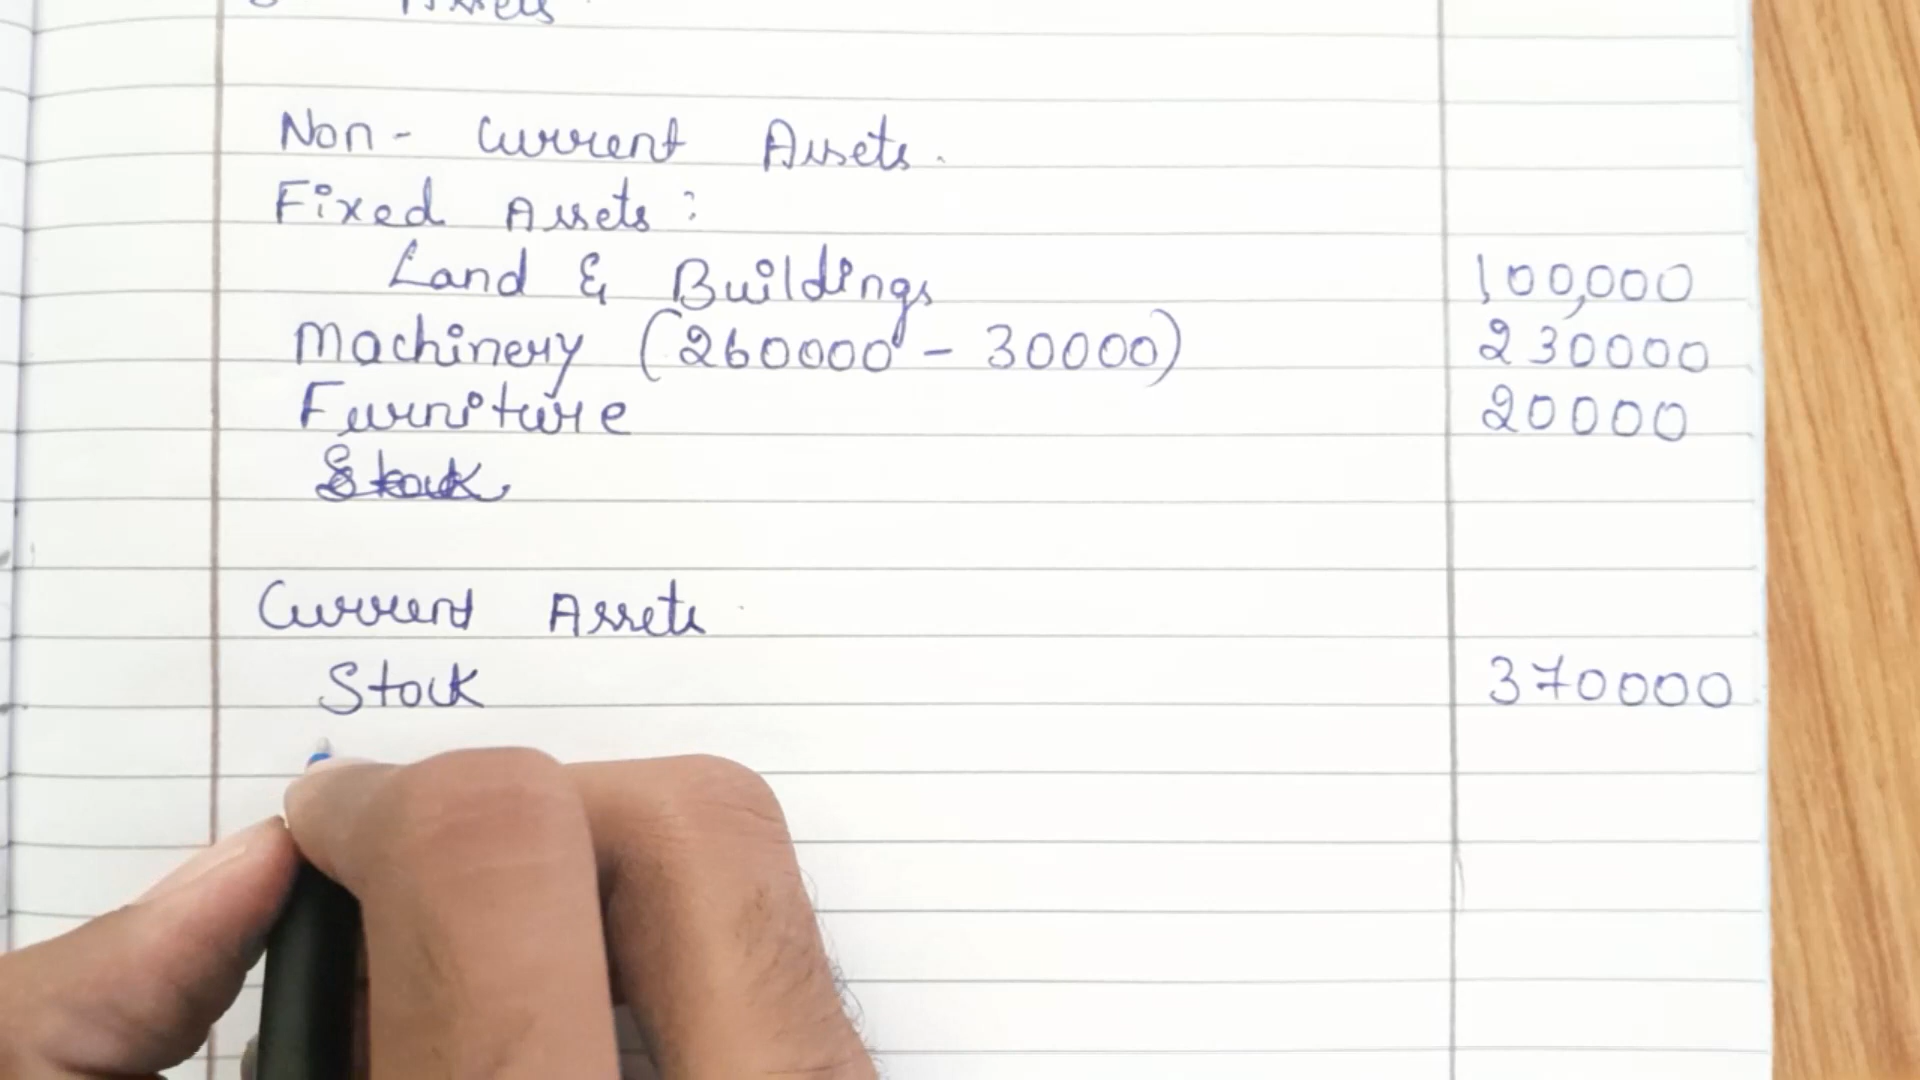 Assets
Non- Current Assets.
Fixed Assets:
Land & Buildings 100,000
Machinery (260000 - 30000) 230000
Furniture 20000
Stock
Current Assets
Stock 370000